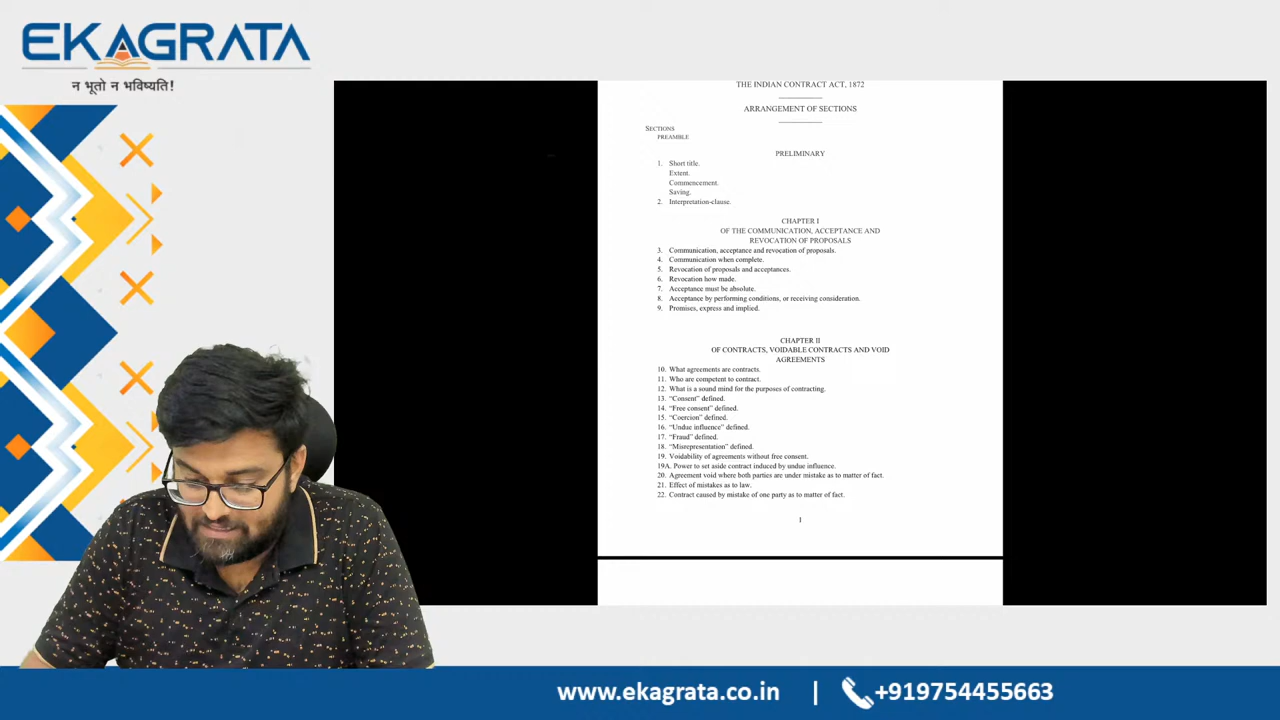 EKAGRATA
न भूतो न भविष्यति!
THE INDIAN CONTRACT ACT, 1872
ARRANGEMENT OF SECTIONS
SECTIONS
PREAMBLE
PRELIMINARY
1. Short title.
Extent.
Commencement.
Saving.
2. Interpretation-clause.
CHAPTER I
OF THE COMMUNICATION, ACCEPTANCE AND
REVOCATION OF PROPOSALS
3. Communication, acceptance and revocation of proposals.
4. Communication when complete.
5. Revocation of proposals and acceptances.
6. Revocation how made.
7. Acceptance must be absolute.
8. Acceptance by performing conditions, or receiving consideration.
9. Promises, express and implied.
CHAPTER II
OF CONTRACTS, VOIDABLE CONTRACTS AND VOID
AGREEMENTS
10. What agreements are contracts.
11. Who are competent to contract.
12. What is a sound mind for the purposes of contracting.
13. “Consent” defined.
14. “Free consent” defined.
15. “Coercion” defined.
16. “Undue influence” defined.
17. “Fraud” defined.
18. “Misrepresentation” defined.
19. Voidability of agreements without free consent.
19A. Power to set aside contract induced by undue influence.
20. Agreement void where both parties are under mistake as to matter of fact.
21. Effect of mistakes as to law.
22. Contract caused by mistake of one party as to matter of fact.
1
www.ekagrata.co.in | +919754455663